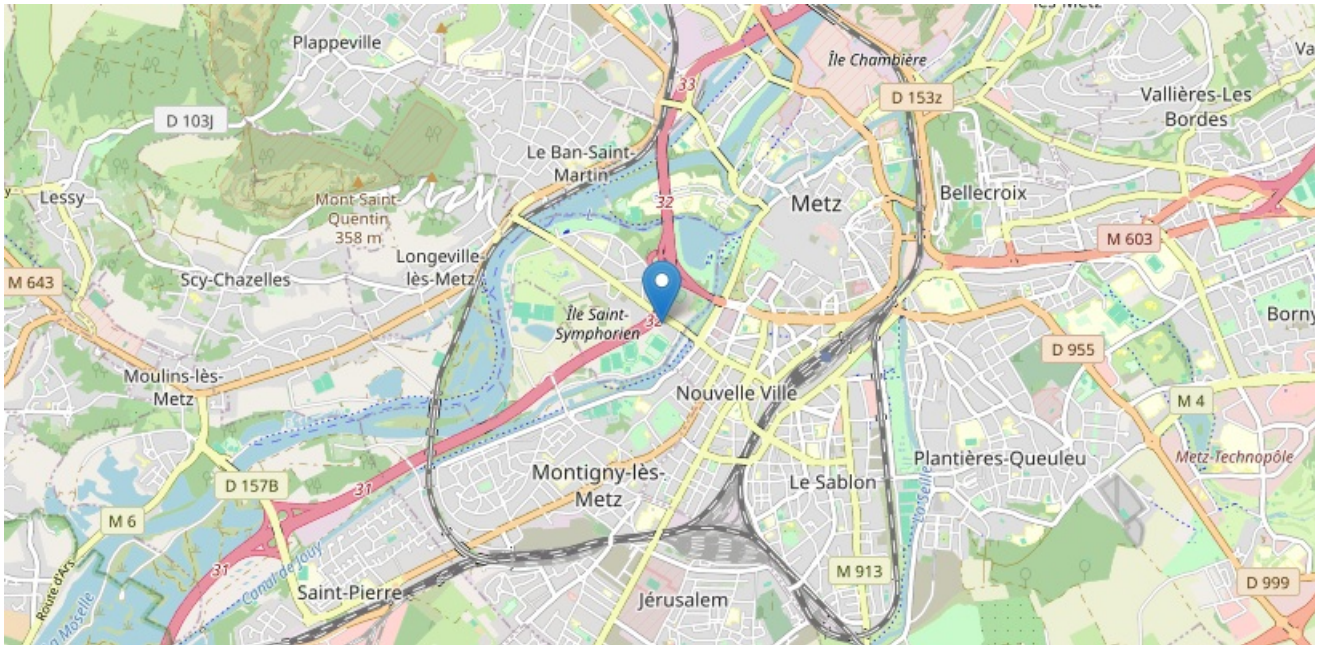 Plappeville
Île Chambière
33
D 153z
Vallières-Les
Bordes
D 103J
Le Ban-Saint-
Martin
Lessy
Mont Saint-
Quentin
358 m
32
Metz
Bellecroix
M 603
Longeville-
lès-Metz
Scy-Chazelles
M 643
Île Saint-
Symphorien
32
Borny
D 955
Moulins-lès-
Metz
Nouvelle Ville
M 4
Montigny-lès-
Metz
Plantières-Queuleu
Metz-Technopôle
Le Sablon
La Seille
31
D 157B
M 6
31
Canal de Jouy
Route d'Ars
Saint-Pierre
M 913
D 999
Jérusalem
La Moselle